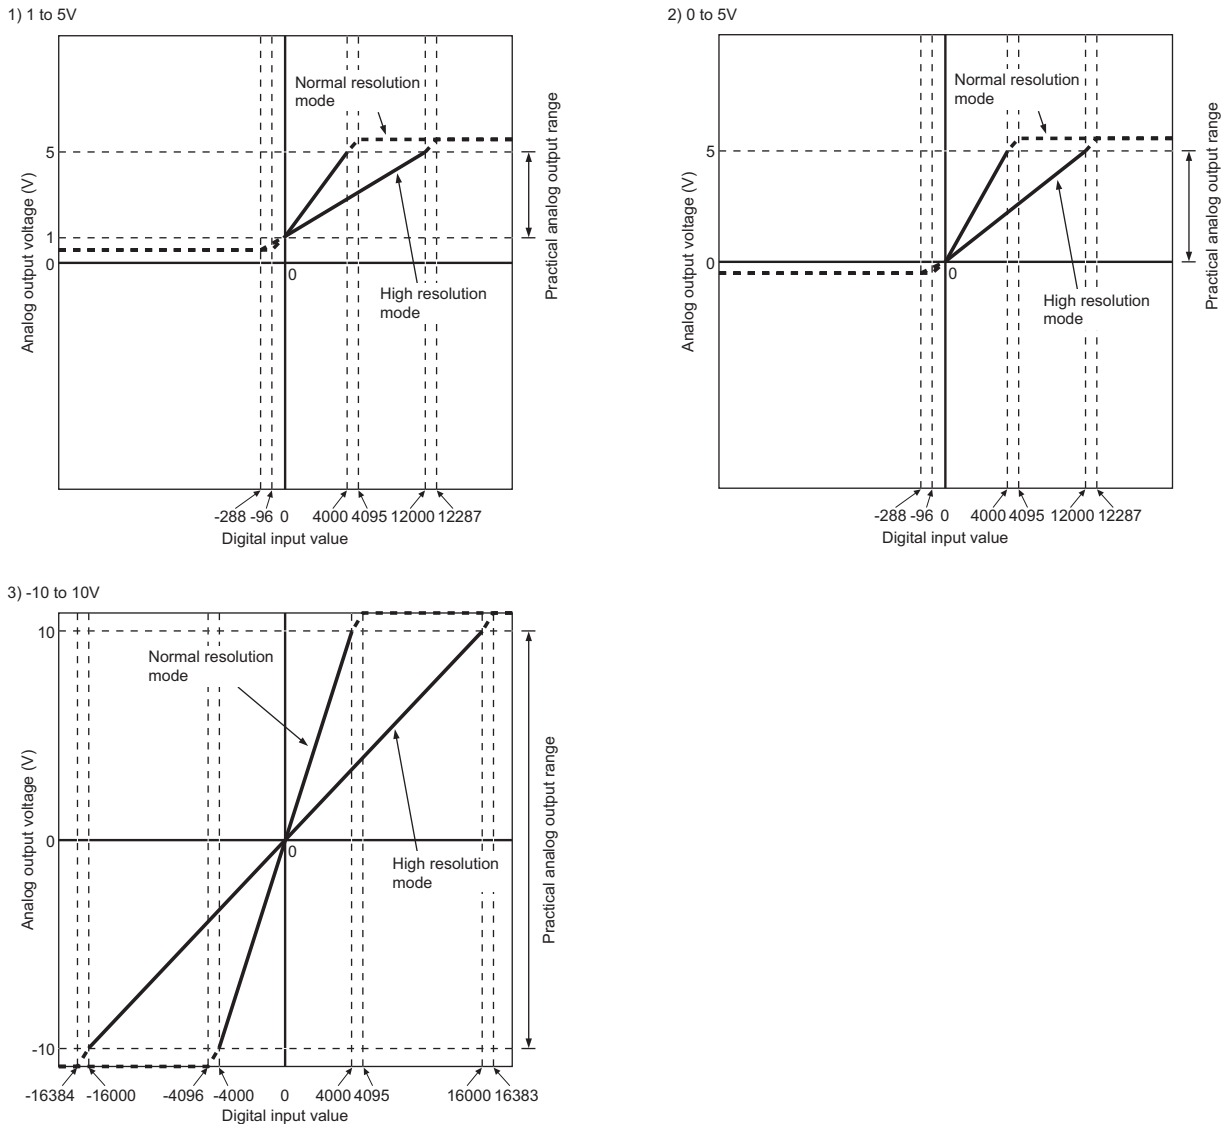 1) 1 to 5V
Normal resolution
mode
5
1
0
0
High resolution
mode
Analog output voltage (V)
Practical analog output range
-288 -96 0 4000 4095 12000 12287
Digital input value
2) 0 to 5V
Normal resolution
mode
5
0
0
High resolution
mode
Analog output voltage (V)
Practical analog output range
-288 -96 0 4000 4095 12000 12287
Digital input value
3) -10 to 10V
10
Normal resolution
mode
0
0
High resolution
mode
-10
Analog output voltage (V)
Practical analog output range
-16384 -16000 -4096 -4000 0 4000 4095 16000 16383
Digital input value